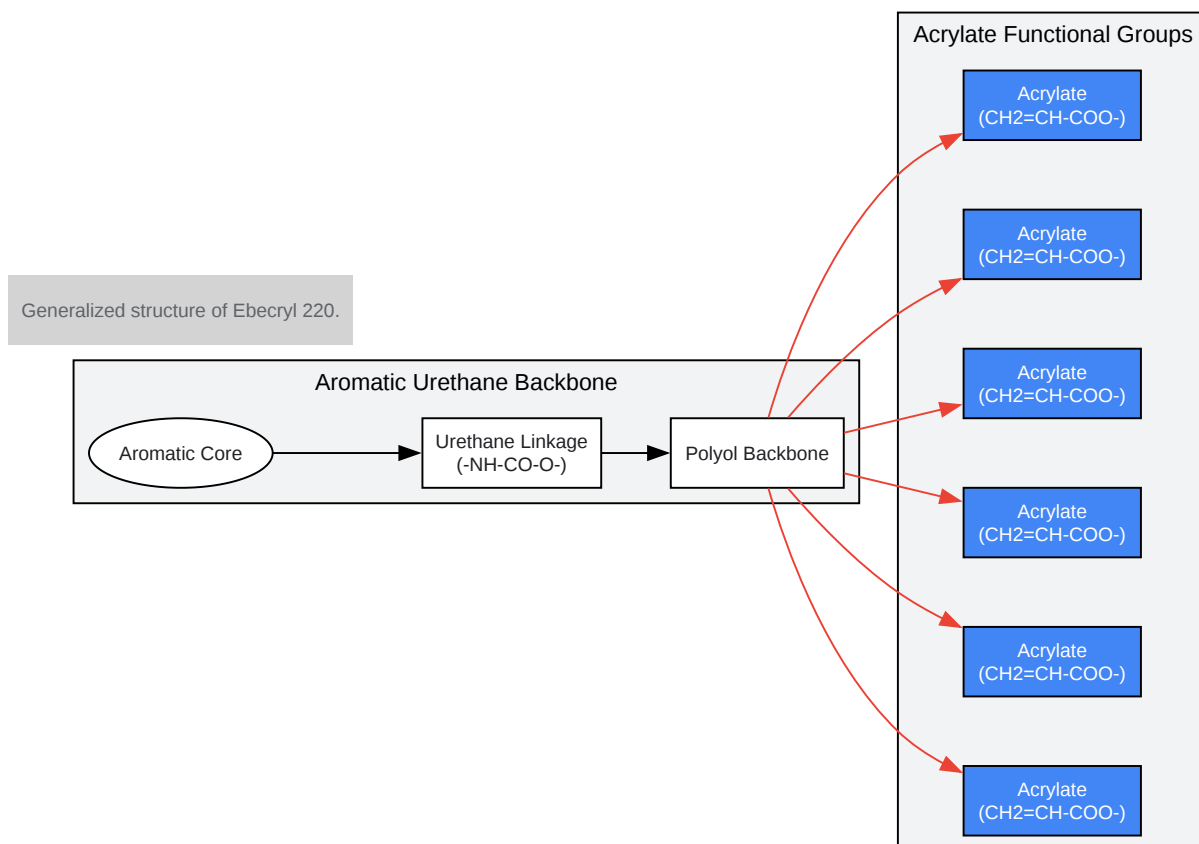 Acrylate Functional Groups
Acrylate
(CH2=CH-COO-)
Acrylate
(CH2=CH-COO-)
Generalized structure of Ebecryl 220.
Acrylate
(CH2=CH-COO-)
Aromatic Urethane Backbone
Aromatic Core
Urethane Linkage
(-NH-CO-O-)
Polyol Backbone
Acrylate
(CH2=CH-COO-)
Acrylate
(CH2=CH-COO-)
Acrylate
(CH2=CH-COO-)